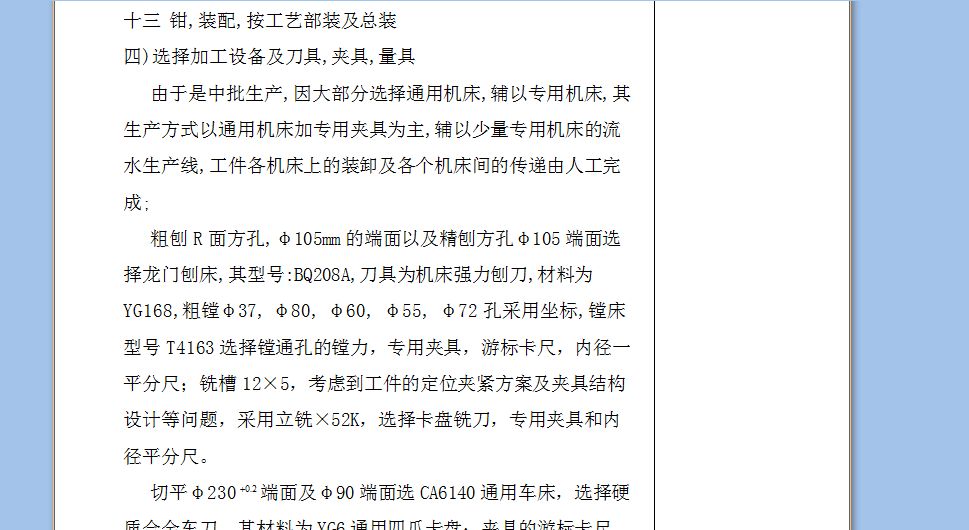 十三 钳,装配,按工艺部装及总装
四)选择加工设备及刀具,夹具,量具
由于是中批生产,因大部分选择通用机床,辅以专用机床,其
生产方式以通用机床加专用夹具为主,辅以少量专用机床的流
水生产线,工件各机床上的装卸及各个机床间的传递由人工完
成;
粗刨 R 面方孔,φ105mm 的端面以及精刨方孔φ105 端面选
择龙门刨床,其型号:BQ208A,刀具为机床强力刨刀,材料为
YG168,粗镗φ37, φ80, φ60, φ55, φ72 孔采用坐标,镗床
型号 T4163 选择镗通孔的镗力，专用夹具，游标卡尺，内径一
平分尺；铣槽 12×5，考虑到工件的定位夹紧方案及夹具结构
设计等问题，采用立铣×52K，选择卡盘铣刀，专用夹具和内
径平分尺。
切平φ230⁺⁰·² 端面及φ90 端面选 CA6140 通用车床，选择硬
质合金车刀，其材料为 YG6 通用四爪卡盘；夹具的游标卡尺